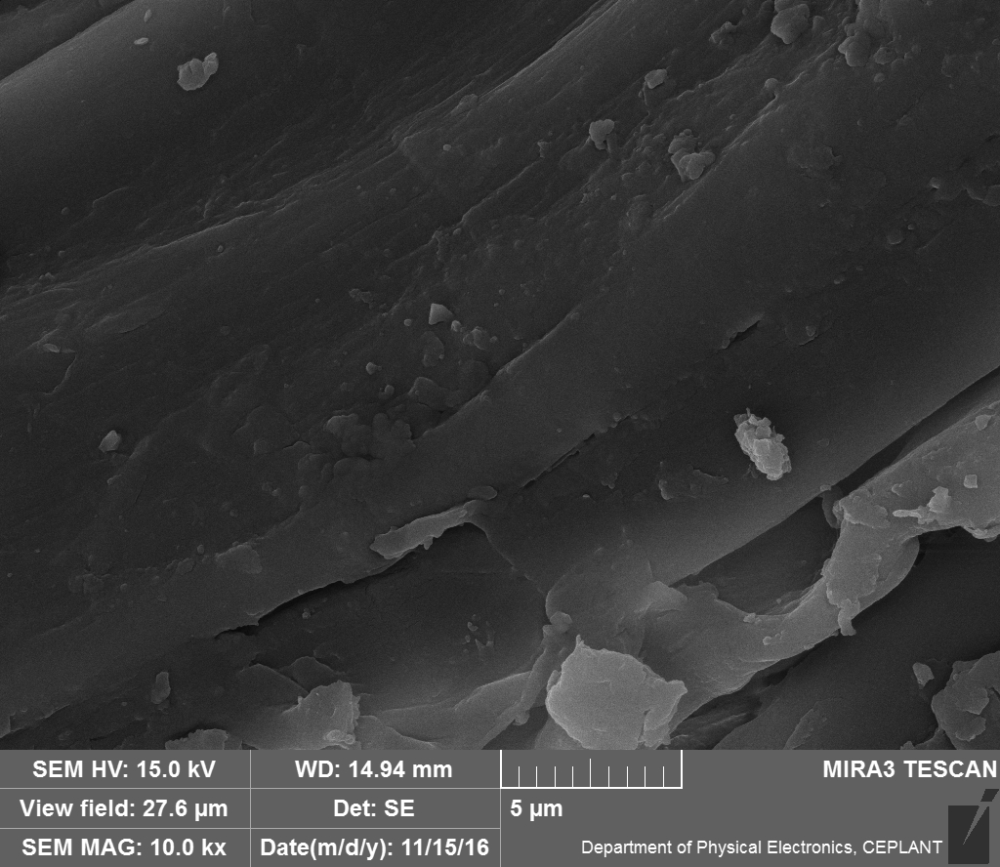 SEM HV: 15.0 kV
WD: 14.94 mm
MIRA3 TESCAN
View field: 27.6 µm
Det: SE
5 µm
SEM MAG: 10.0 kx
Date(m/d/y): 11/15/16
Department of Physical Electronics, CEPLANT